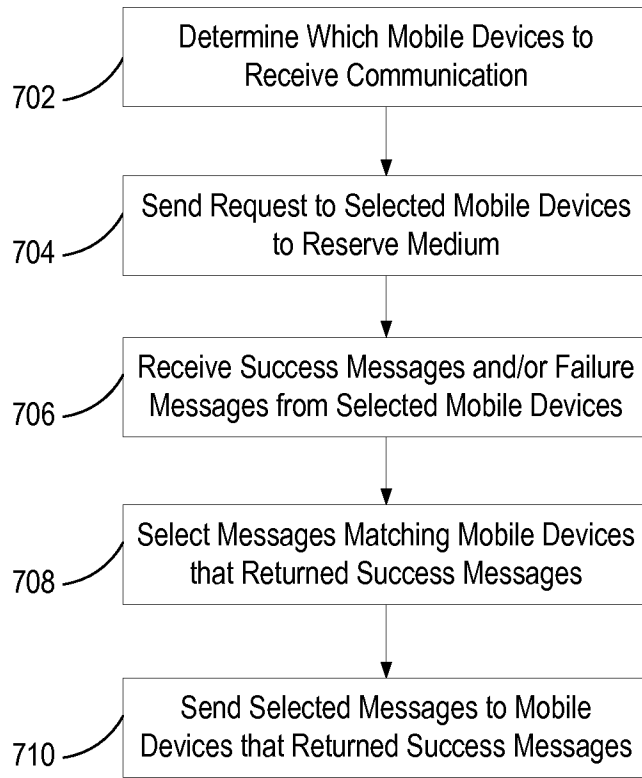 Determine Which Mobile Devices to
Receive Communication
702
Send Request to Selected Mobile Devices
to Reserve Medium
704
Receive Success Messages and/or Failure
Messages from Selected Mobile Devices
706
Select Messages Matching Mobile Devices
that Returned Success Messages
708
Send Selected Messages to Mobile
Devices that Returned Success Messages
710